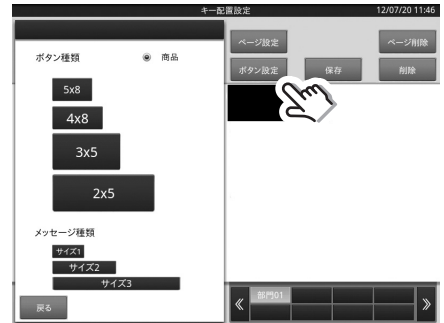 キー配置設定 12/07/20 11:46
ページ設定 ページ削除
ボタン種類 商品
ボタン設定 保存 削除
5x8
4x8
3x5
2x5
メッセージ種類
サイズ1
サイズ2
サイズ3
戻る
部門01